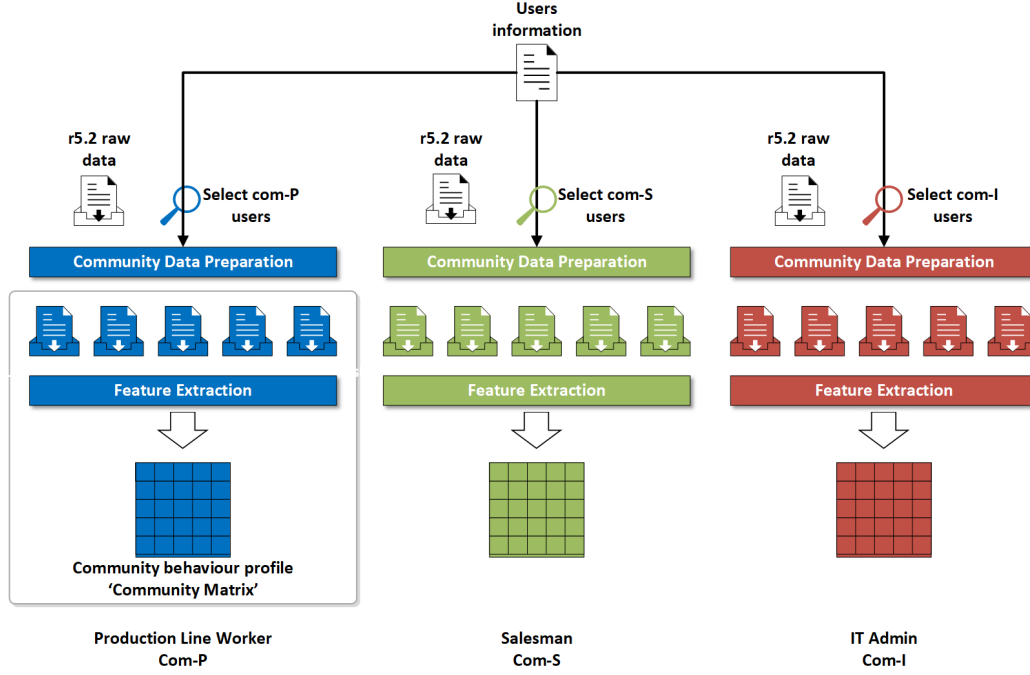 Users
information
r5.2 raw
data
Select com-P
users
r5.2 raw
data
Select com-S
users
r5.2 raw
data
Select com-I
users
Community Data Preparation
Community Data Preparation
Community Data Preparation
Feature Extraction
Feature Extraction
Feature Extraction
Community behaviour profile
‘Community Matrix’
Production Line Worker
Com-P
Salesman
Com-S
IT Admin
Com-I